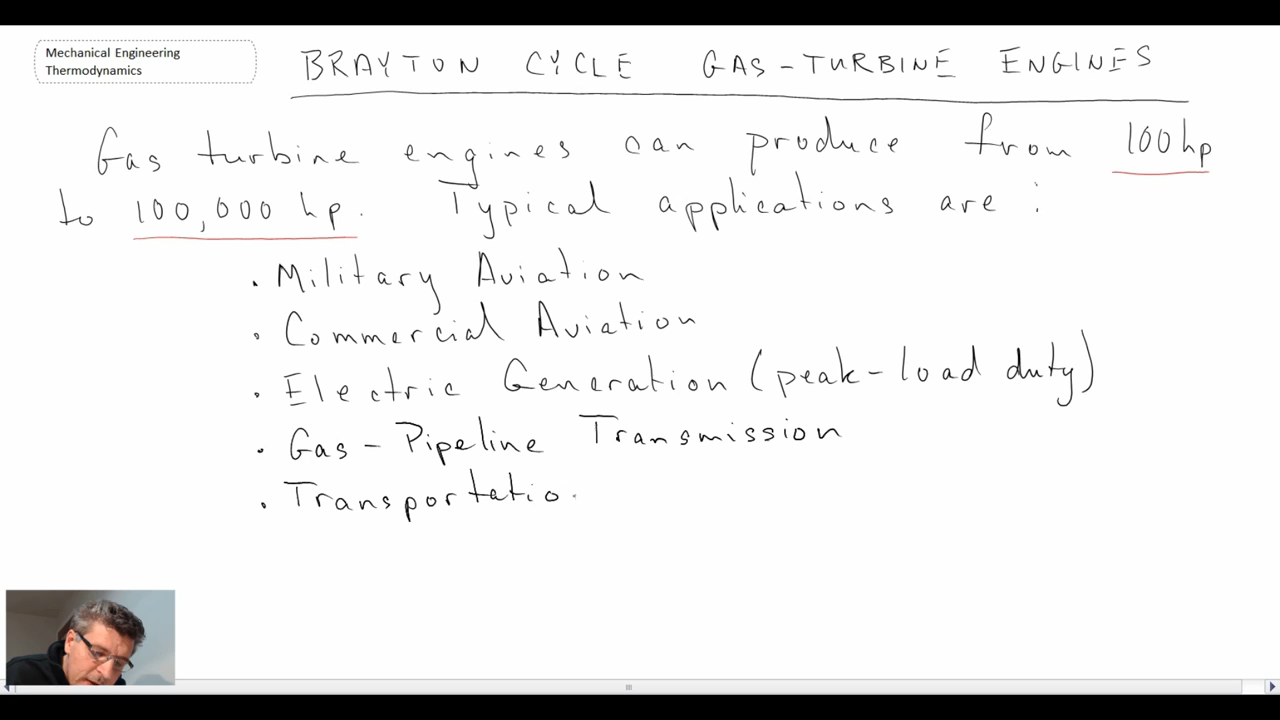 Mechanical Engineering
Thermodynamics
BRAYTON CYCLE GAS-TURBINE ENGINES
Gas turbine engines can produce from 100hp
to 100,000 hp. Typical applications are:
· Military Aviation
· Commercial Aviation
· Electric Generation (peak-load duty)
· Gas-Pipeline Transmission
· Transportatio